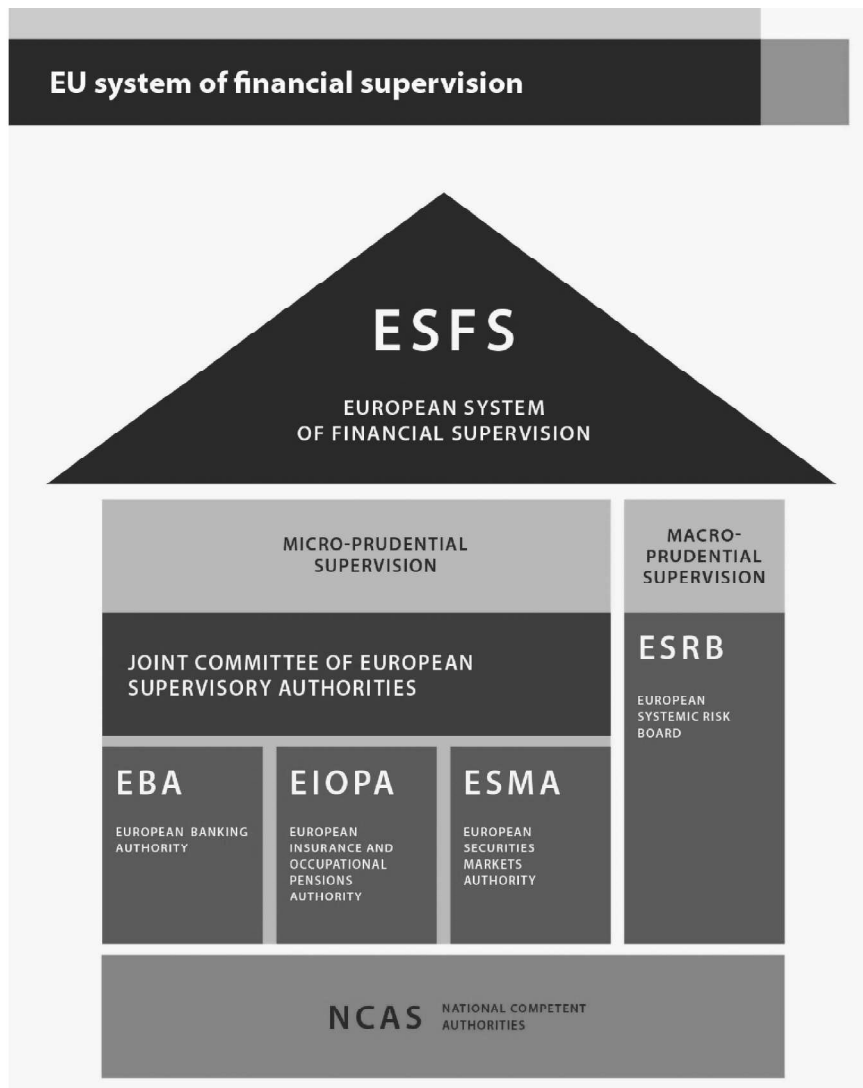 EU system of financial supervision
ESFS
EUROPEAN SYSTEM
OF FINANCIAL SUPERVISION
MICRO-PRUDENTIAL
SUPERVISION
MACRO-
PRUDENTIAL
SUPERVISION
JOINT COMMITTEE OF EUROPEAN
SUPERVISORY AUTHORITIES
ESRB
EUROPEAN
SYSTEMIC RISK
BOARD
EBA
EUROPEAN BANKING
AUTHORITY
EIOPA
EUROPEAN
INSURANCE AND
OCCUPATIONAL
PENSIONS
AUTHORITY
ESMA
EUROPEAN
SECURITIES
MARKETS
AUTHORITY
NCAS
NATIONAL COMPETENT
AUTHORITIES